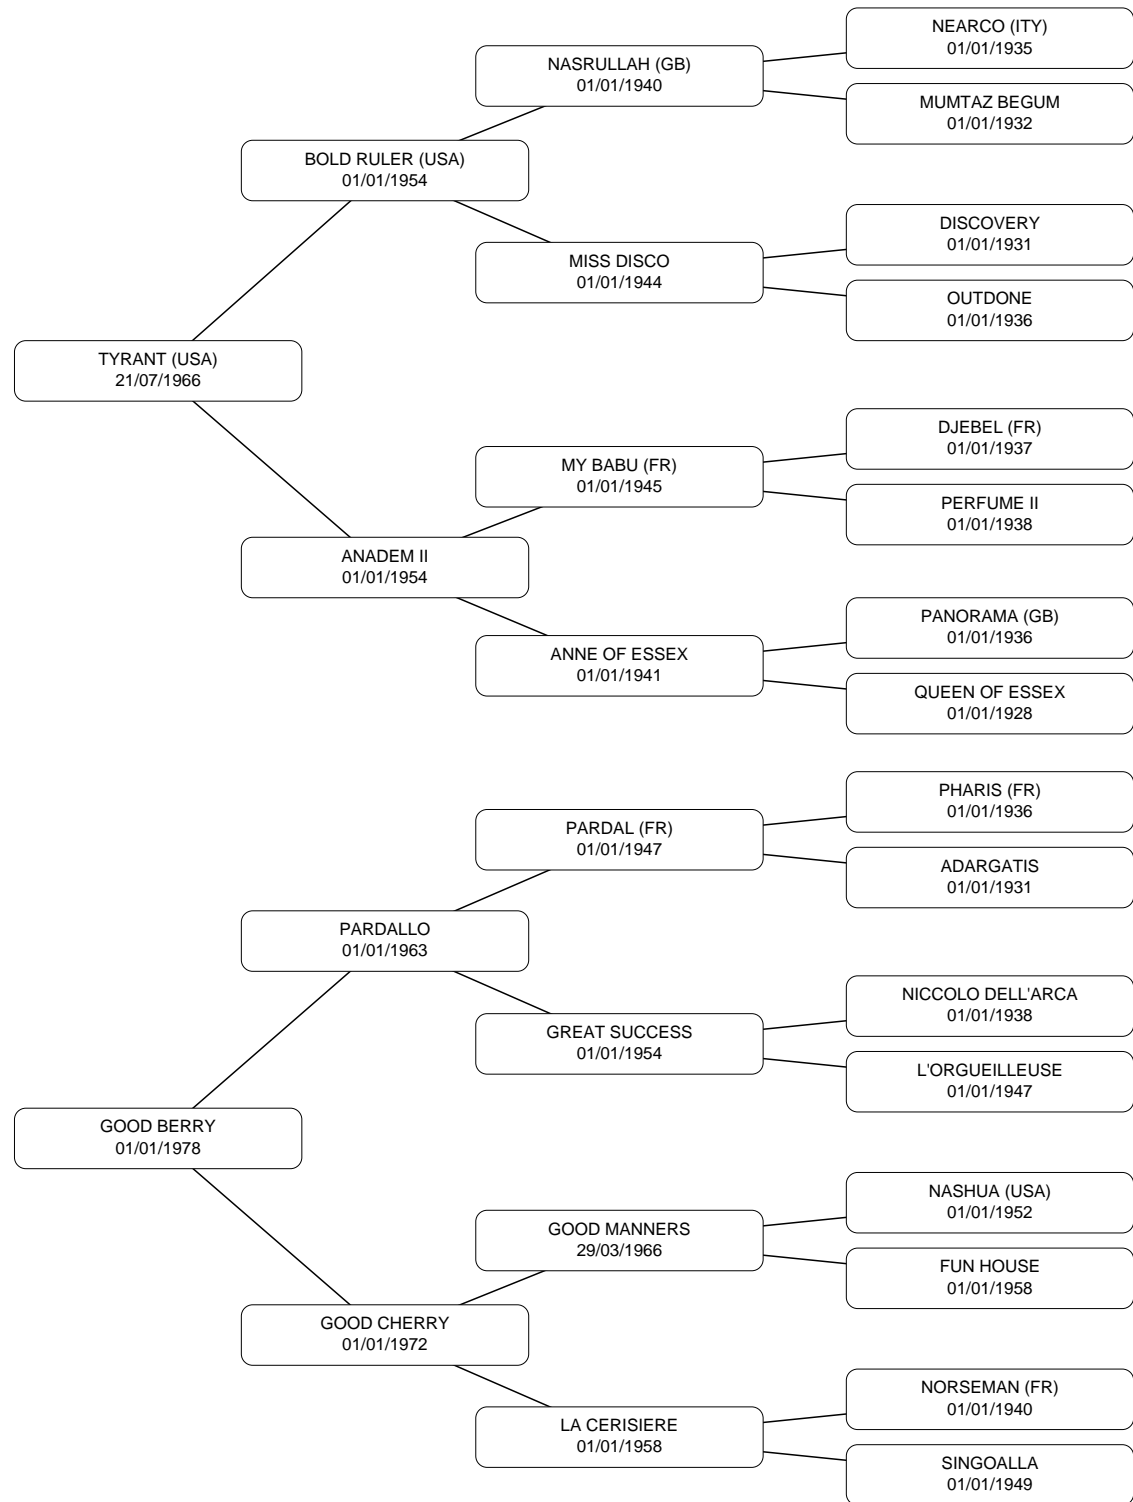 NEARCO (ITY)
01/01/1935
NASRULLAH (GB)
01/01/1940
MUMTAZ BEGUM
01/01/1932
BOLD RULER (USA)
01/01/1954
DISCOVERY
01/01/1931
MISS DISCO
01/01/1944
OUTDONE
01/01/1936
TYRANT (USA)
21/07/1966
DJEBEL (FR)
01/01/1937
MY BABU (FR)
01/01/1945
PERFUME II
01/01/1938
ANADEM II
01/01/1954
PANORAMA (GB)
01/01/1936
ANNE OF ESSEX
01/01/1941
QUEEN OF ESSEX
01/01/1928
PHARIS (FR)
01/01/1936
PARDAL (FR)
01/01/1947
ADARGATIS
01/01/1931
PARDALLO
01/01/1963
NICCOLO DELL'ARCA
01/01/1938
GREAT SUCCESS
01/01/1954
L'ORGUEILLEUSE
01/01/1947
GOOD BERRY
01/01/1978
NASHUA (USA)
01/01/1952
GOOD MANNERS
29/03/1966
FUN HOUSE
01/01/1958
GOOD CHERRY
01/01/1972
NORSEMAN (FR)
01/01/1940
LA CERISIERE
01/01/1958
SINGOALLA
01/01/1949